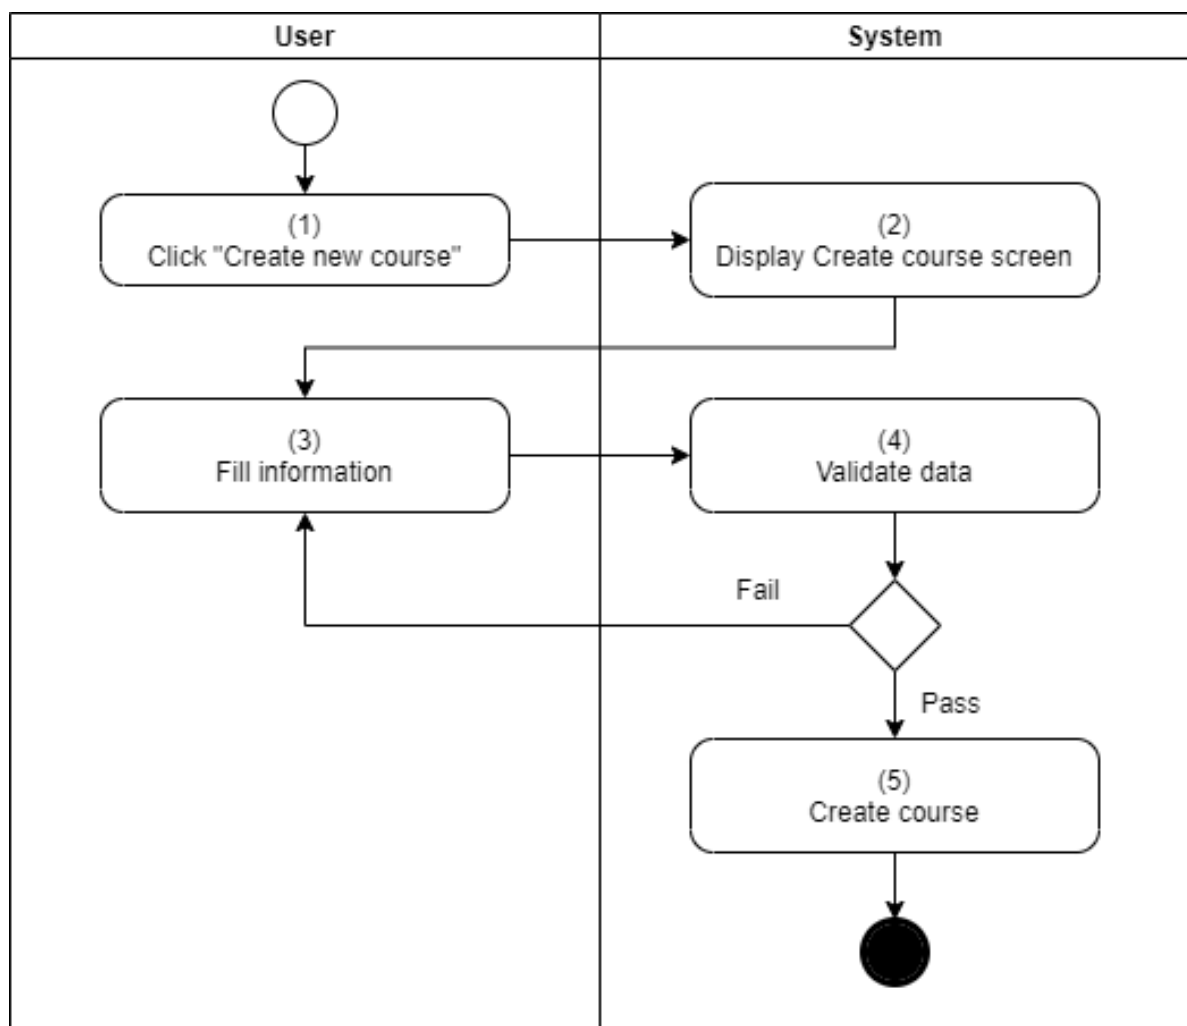 User
System
(1)
Click "Create new course"
(2)
Display Create course screen
(3)
Fill information
(4)
Validate data
Fail
Pass
(5)
Create course